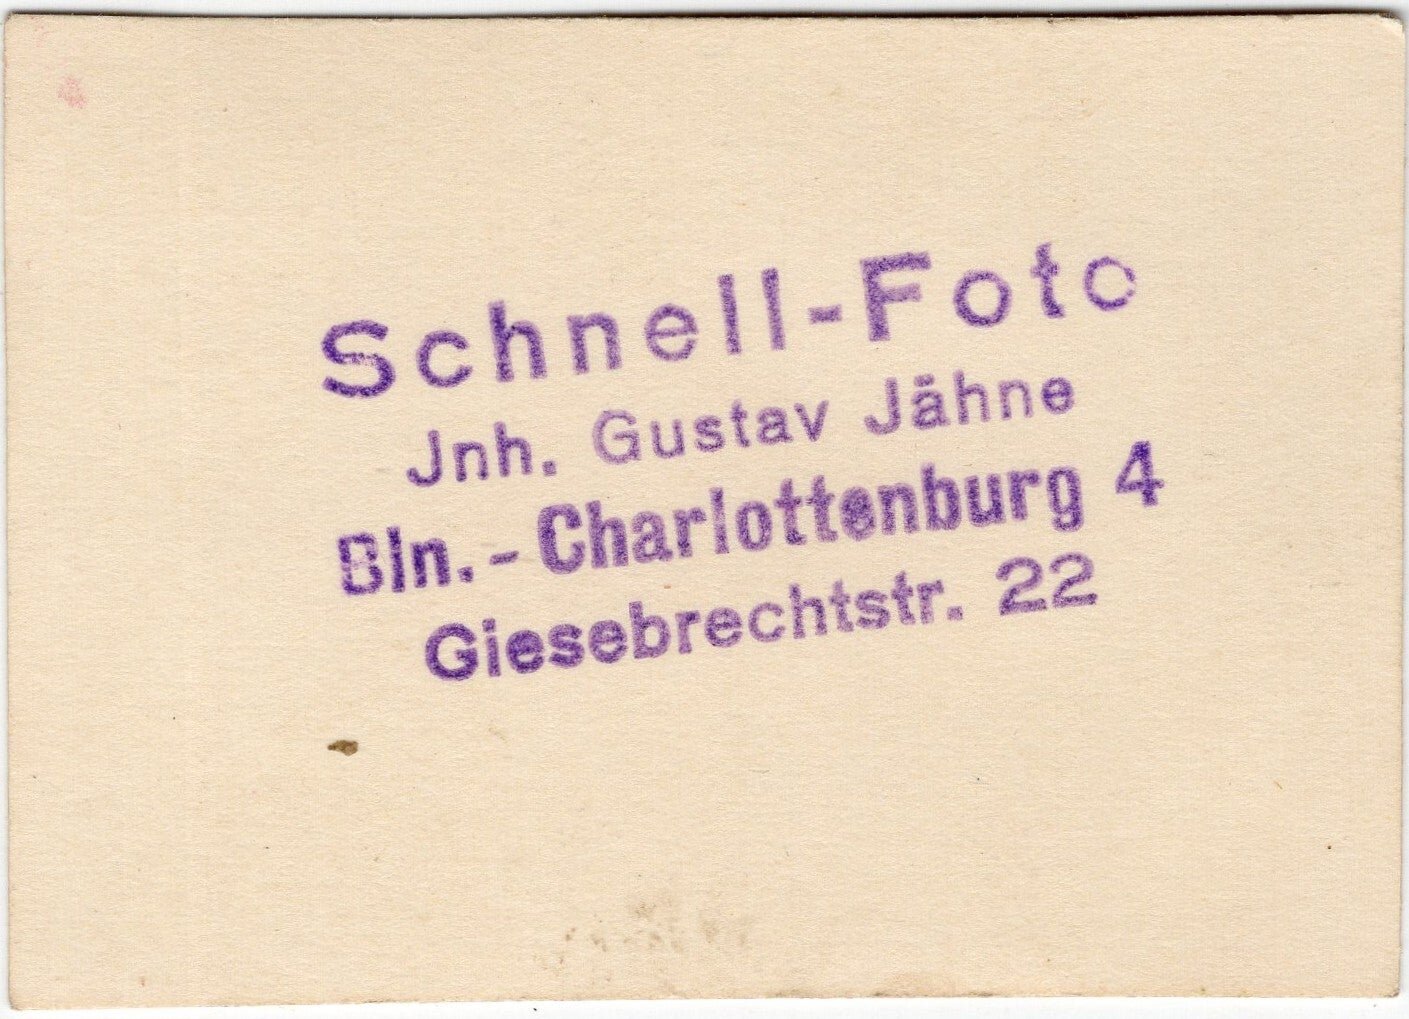 Schnell-Foto
Jnh. Gustav Jähne
Bln.-Charlottenburg 4
Giesebrechtstr. 22